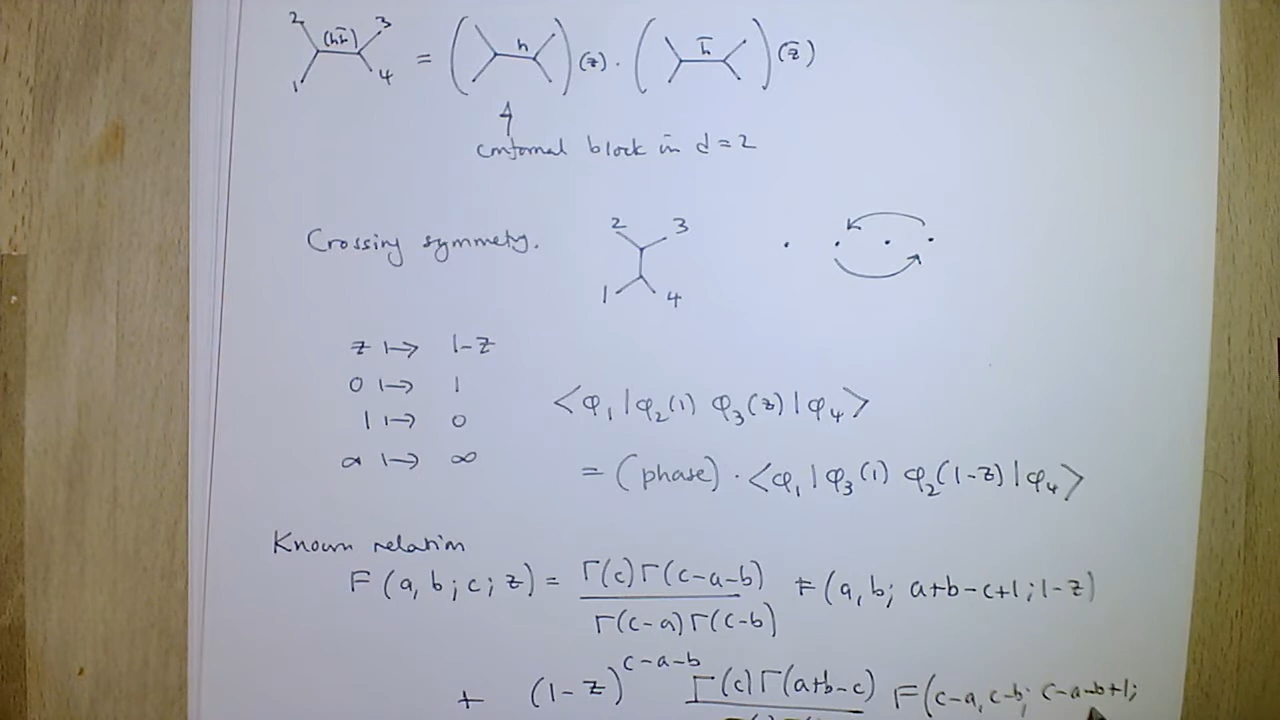 2 (hh̄) 3 = ( h )(z) · ( h̄ )(z̄)
1 4
conformal block in d=2
Crossing symmetry. 2 3
1 4
z ↦ 1-z
0 ↦ 1 <φ₁|φ₂(1) φ₃(z)|φ₄>
1 ↦ 0
∞ ↦ ∞ = (phase) · <φ₁|φ₃(1) φ₂(1-z)|φ₄>
Known relation
F(a,b;c;z) = Γ(c)Γ(c-a-b) / Γ(c-a)Γ(c-b) F(a,b; a+b-c+1; 1-z)
+ (1-z)^{c-a-b} Γ(c)Γ(a+b-c) F(c-a, c-b; c-a-b+1;